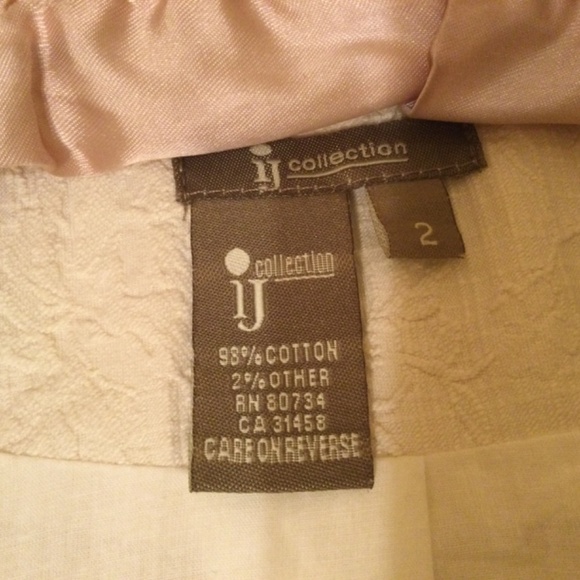 ij collection
2
collection
ij
98% COTTON
2% OTHER
RN 80734
CA 31458
CARE ON REVERSE